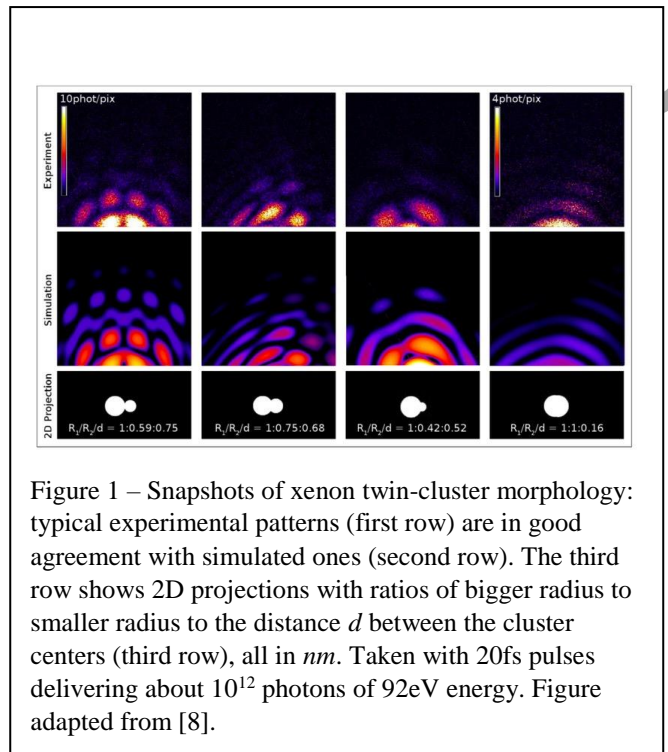 10phot/pix
4phot/pix
Experiment
Simulation
2D Projection
R₁/R₂/d = 1:0.59:0.75
R₁/R₂/d = 1:0.75:0.68
R₁/R₂/d = 1:0.42:0.52
R₁/R₂/d = 1:1:0.16
Figure 1 – Snapshots of xenon twin-cluster morphology:
typical experimental patterns (first row) are in good
agreement with simulated ones (second row). The third
row shows 2D projections with ratios of bigger radius to
smaller radius to the distance d between the cluster
centers (third row), all in nm. Taken with 20fs pulses
delivering about 10¹² photons of 92eV energy. Figure
adapted from [8].